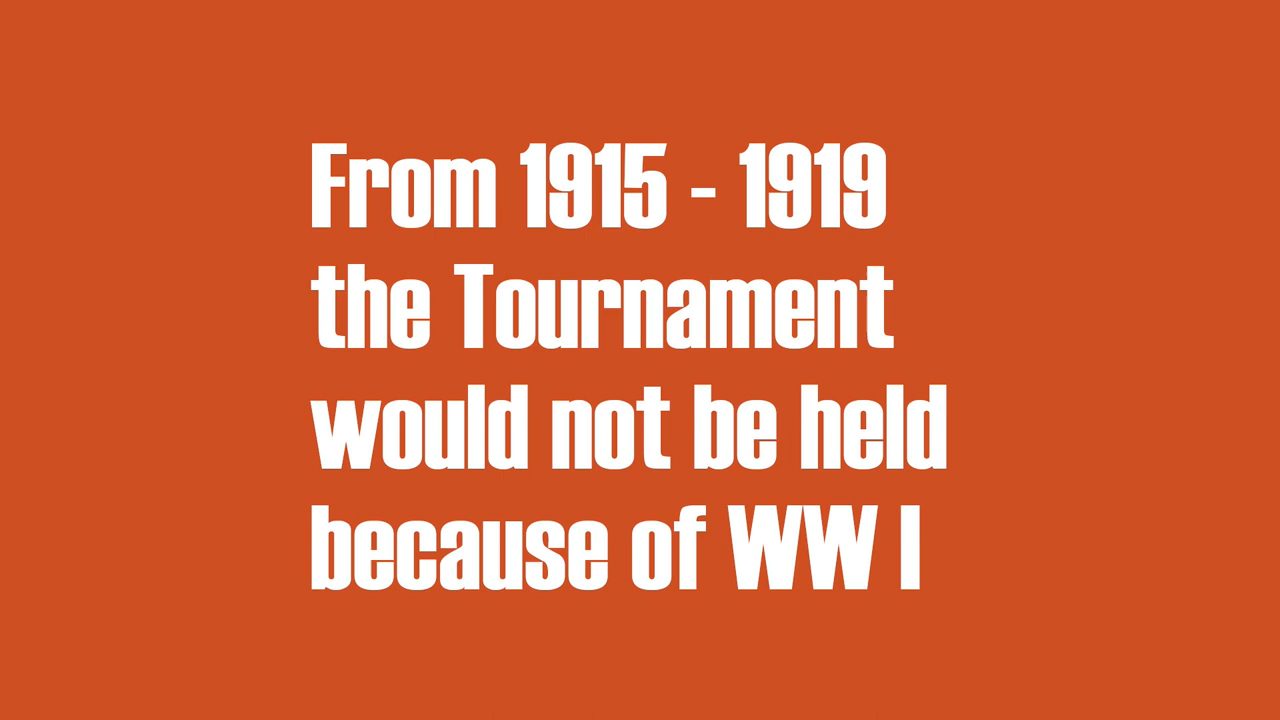 From 1915 - 1919
the Tournament
would not be held
because of WW I